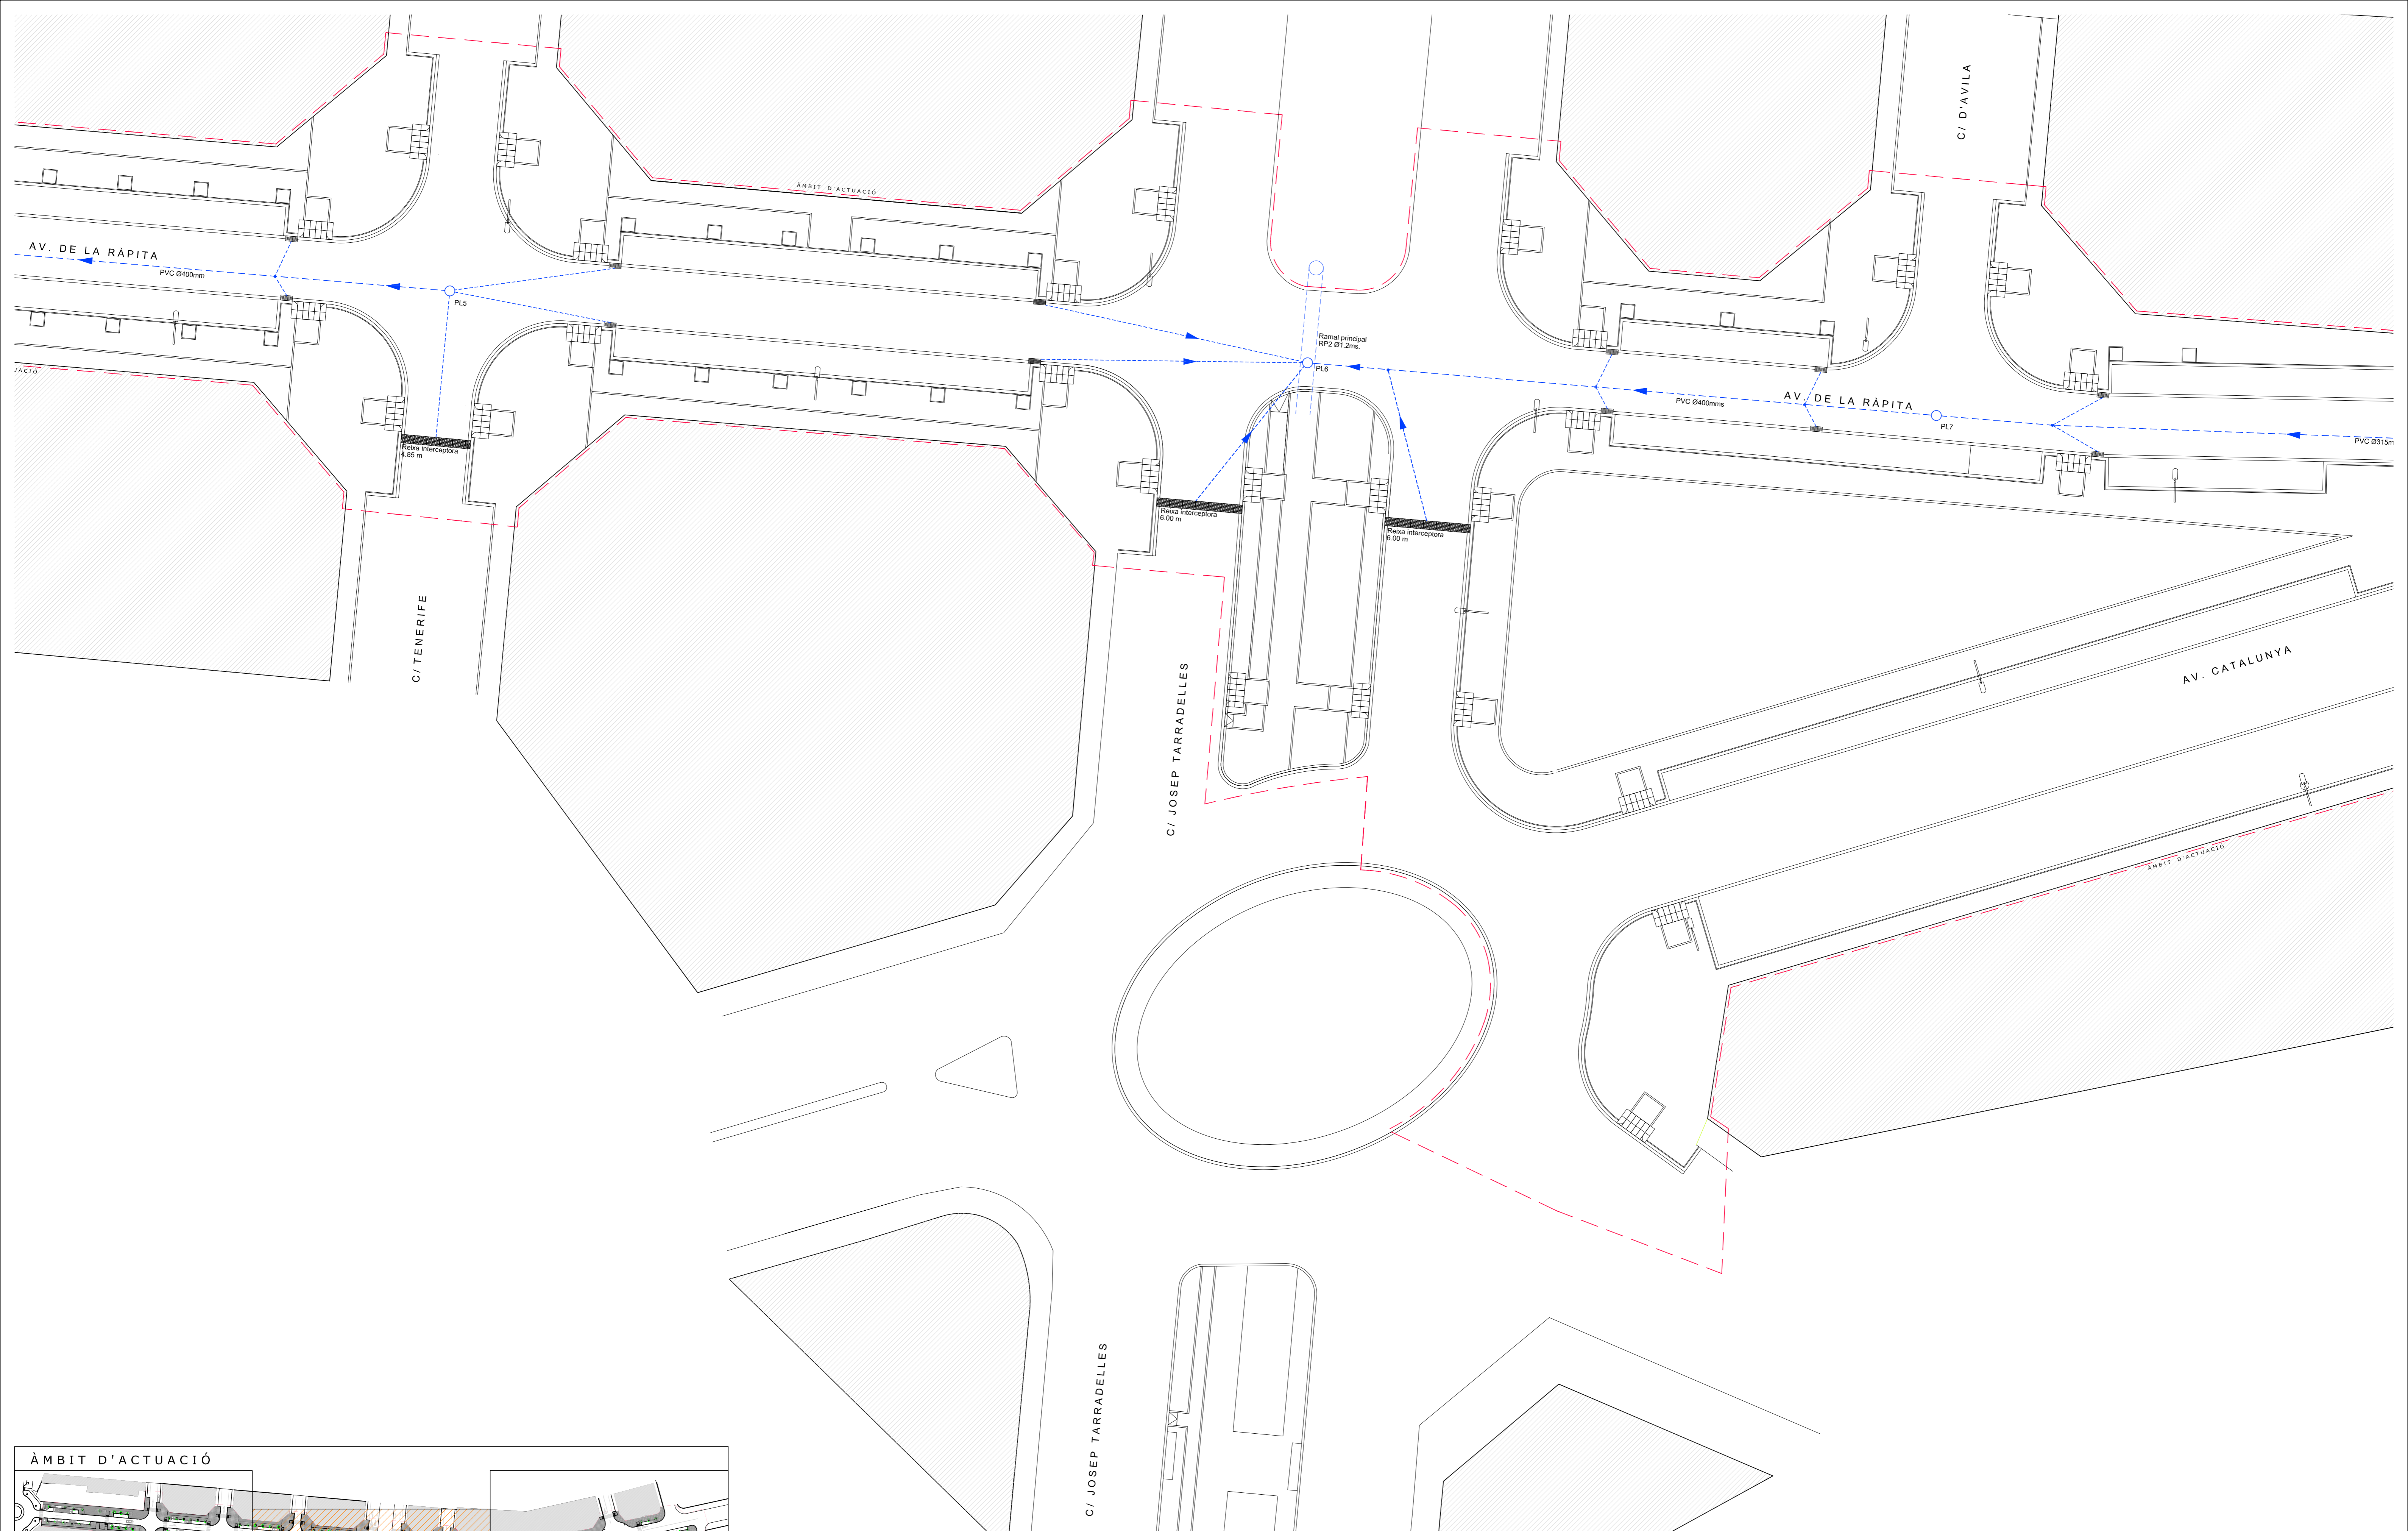 C/ D'AVILA
ÀMBIT D'ACTUACIÓ
AV. DE LA RÀPITA
PVC Ø400mm
PL5
Ramal principal
RP2 Ø1.2ms.
PL6
PVC Ø400mms
AV. DE LA RÀPITA
PL7
PVC Ø315m
UACIÓ
Reixa interceptora
4.85 m
Reixa interceptora
6.00 m
Reixa interceptora
6.00 m
C/ TENERIFE
C/ JOSEP TARRADELLES
AV. CATALUNYA
ÀMBIT D'ACTUACIÓ
C/ JOSEP TARRADELLES
ÀMBIT D'ACTUACIÓ